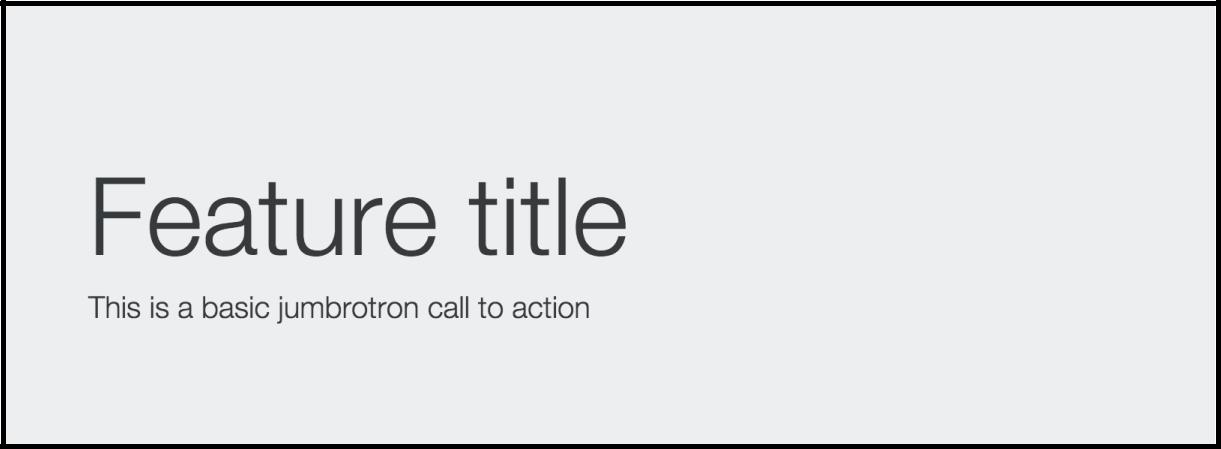 Feature title
This is a basic jumbrotron call to action